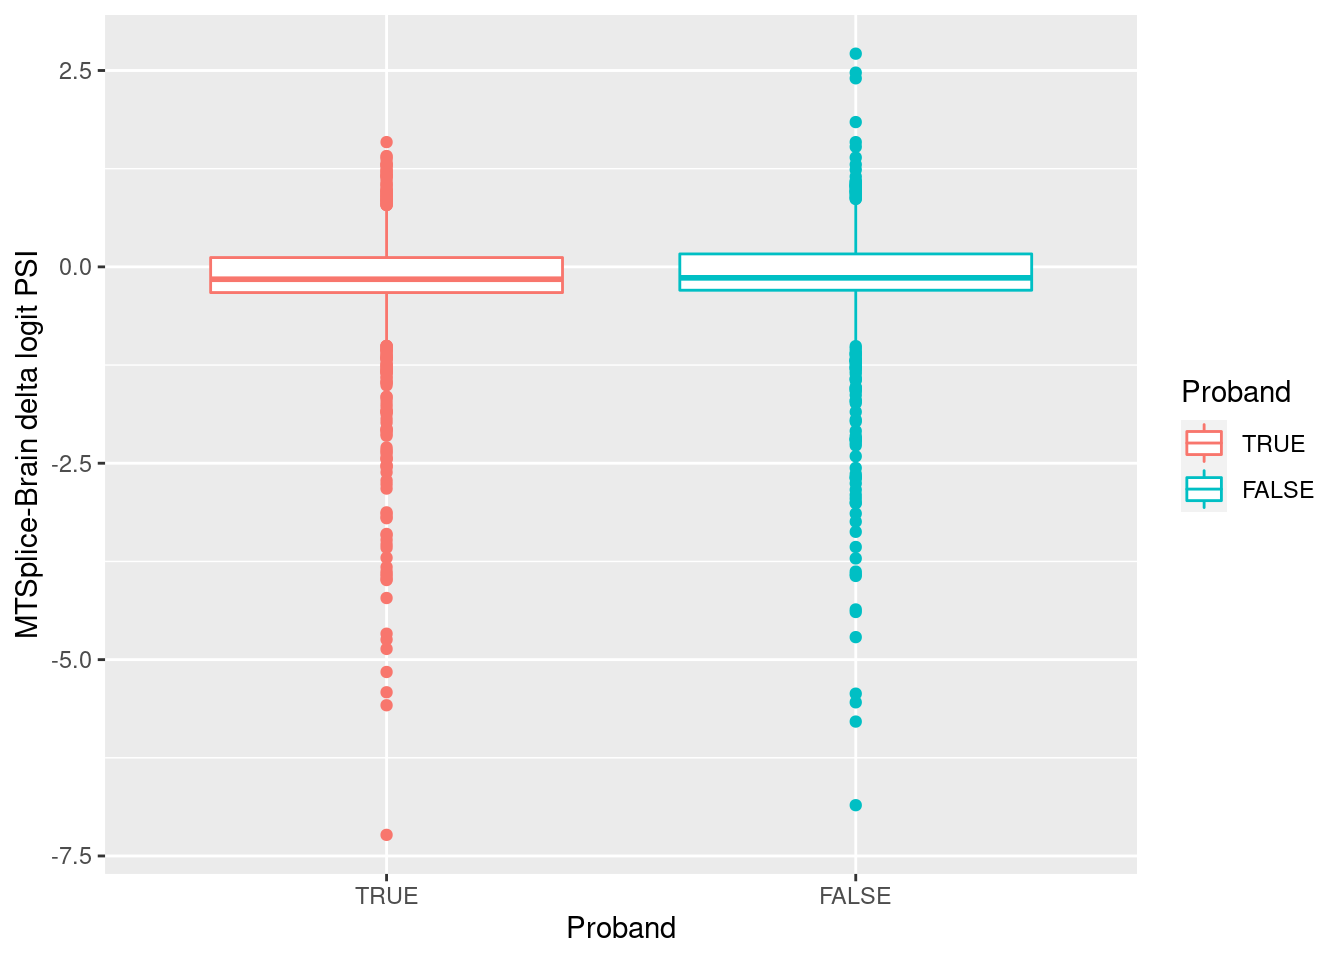 MTSplice-Brain delta logit PSI
2.5
0.0
-2.5
-5.0
-7.5
TRUE
FALSE
Proband
Proband
TRUE
FALSE